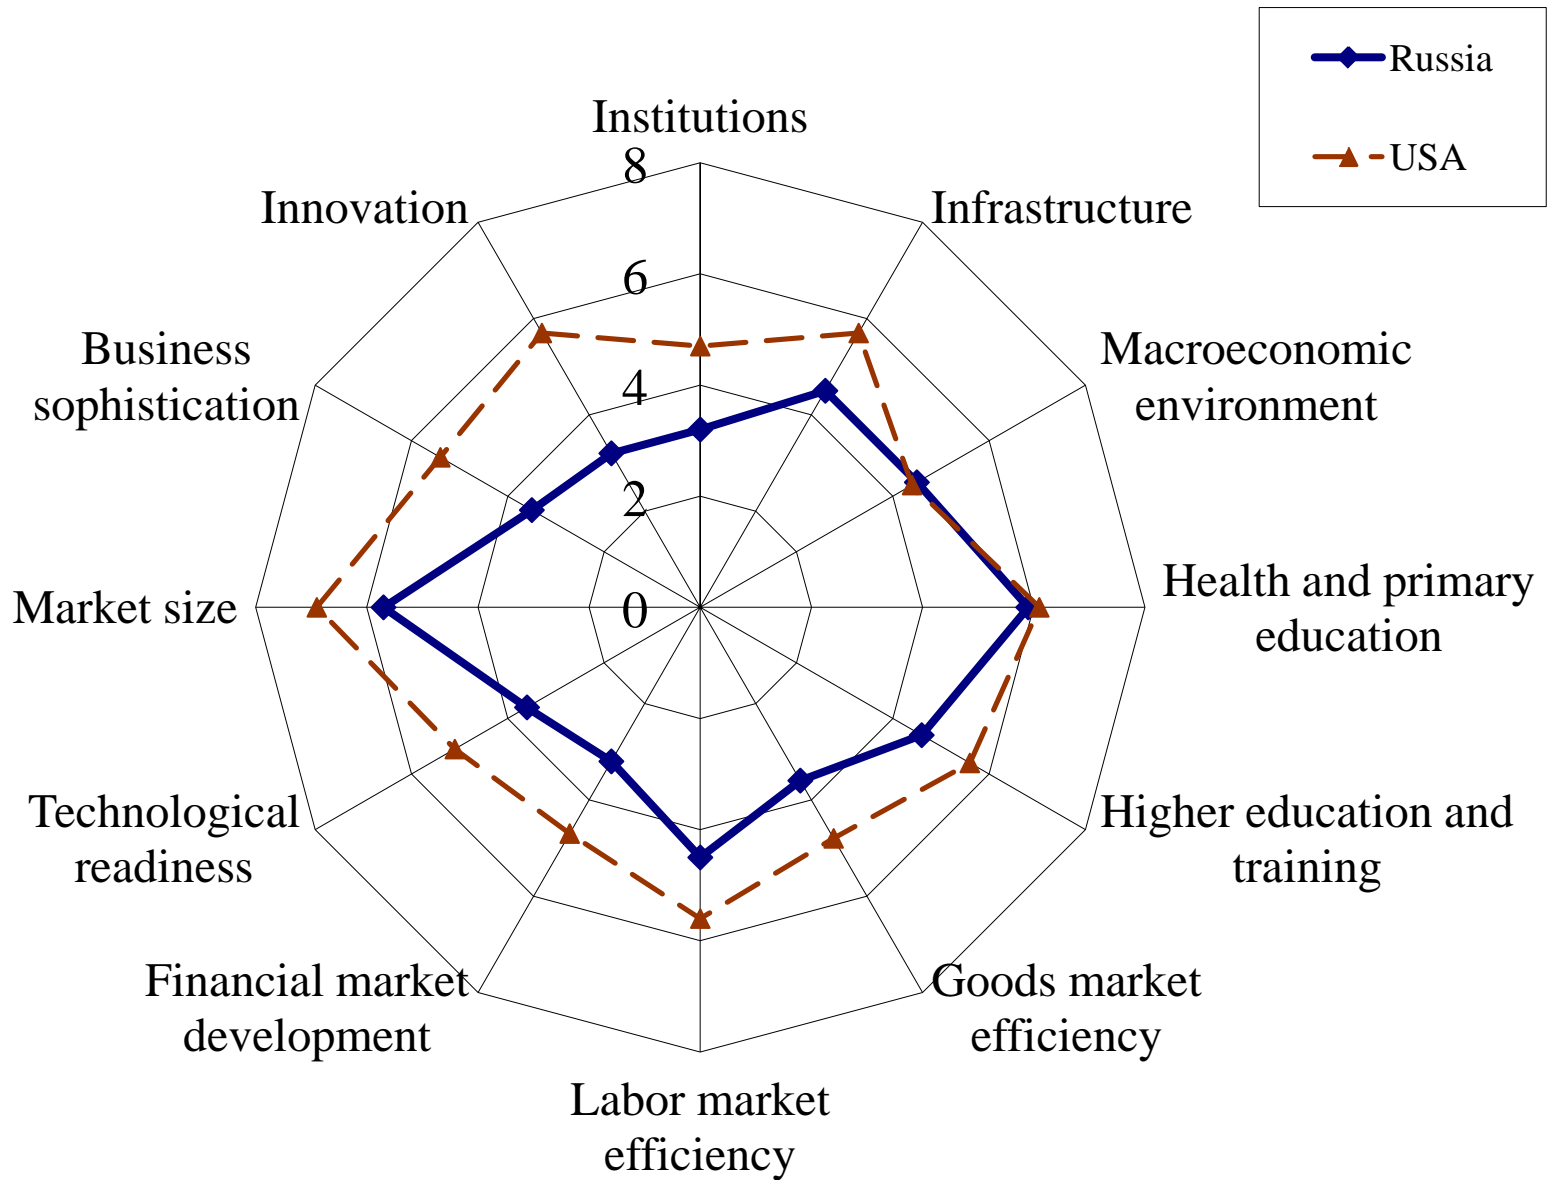 Russia
USA
Institutions
8
Innovation
Infrastructure
6
Business
sophistication
Macroeconomic
environment
4
2
Market size
0
Health and primary
education
Technological
readiness
Higher education and
training
Financial market
development
Goods market
efficiency
Labor market
efficiency